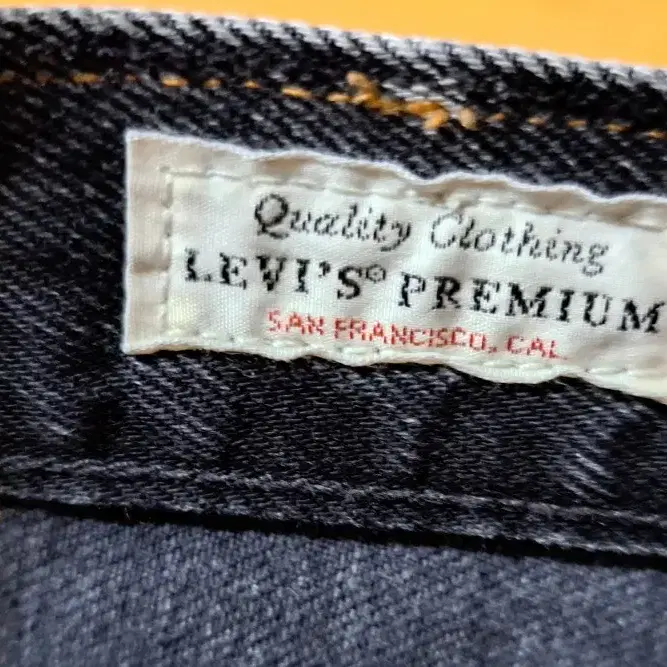 Quality Clothing
LEVI'S® PREMIUM
SAN FRANCISCO, CAL.